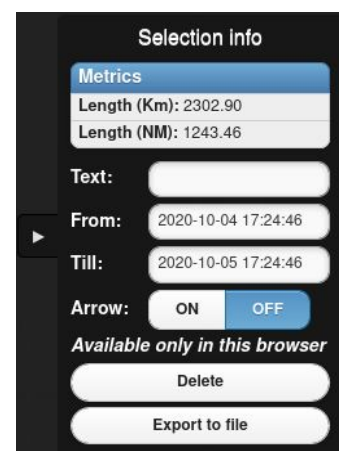 Selection info
Metrics
Length (Km): 2302.90
Length (NM): 1243.46
Text:
From: 2020-10-04 17:24:46
Till: 2020-10-05 17:24:46
Arrow: ON OFF
Available only in this browser
Delete
Export to file